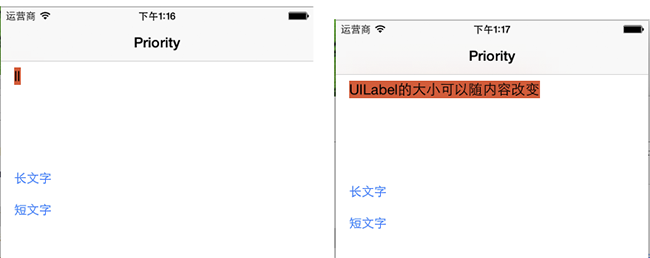 运营商 下午1:16
Priority
II
长文字
短文字
运营商 下午1:17
Priority
UILabel的大小可以随内容改变
长文字
短文字